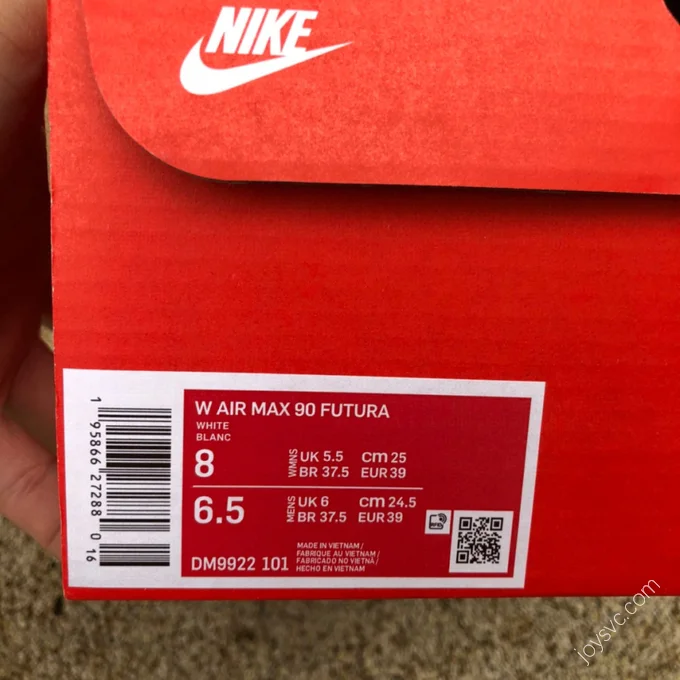 NIKE
W AIR MAX 90 FUTURA
WHITE
BLANC
8 WMNS UK 5.5 cm 25
BR 37.5 EUR 39
6.5 MENS UK 6 cm 24.5
BR 37.5 EUR 39
DM9922 101
MADE IN VIETNAM /
FABRIQUE AU VIETNAM /
FABRICADO NO VIETNÃ /
HECHO EN VIETNAM
1 95866 27288 0 16
joysvc.com